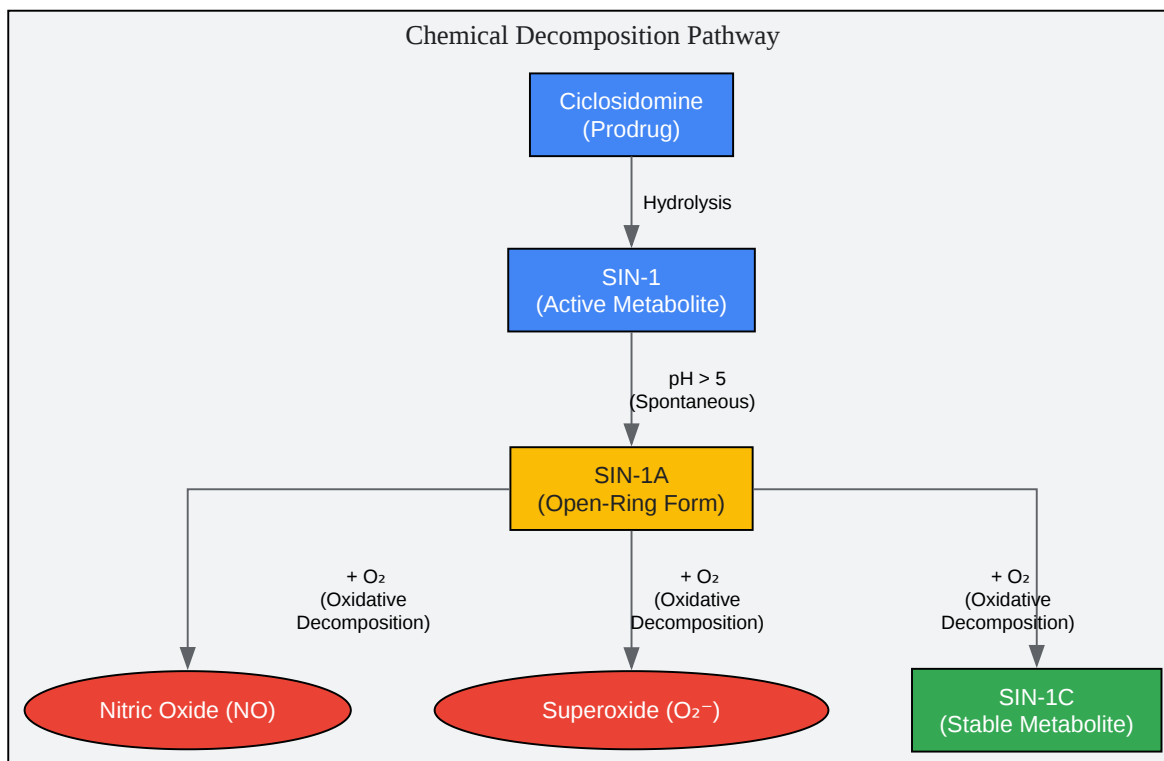 Chemical Decomposition Pathway
Ciclosidomine
(Prodrug)
Hydrolysis
SIN-1
(Active Metabolite)
pH > 5
(Spontaneous)
SIN-1A
(Open-Ring Form)
+ O₂
(Oxidative
Decomposition)
+ O₂
(Oxidative
Decomposition)
+ O₂
(Oxidative
Decomposition)
Nitric Oxide (NO)
Superoxide (O₂⁻)
SIN-1C
(Stable Metabolite)